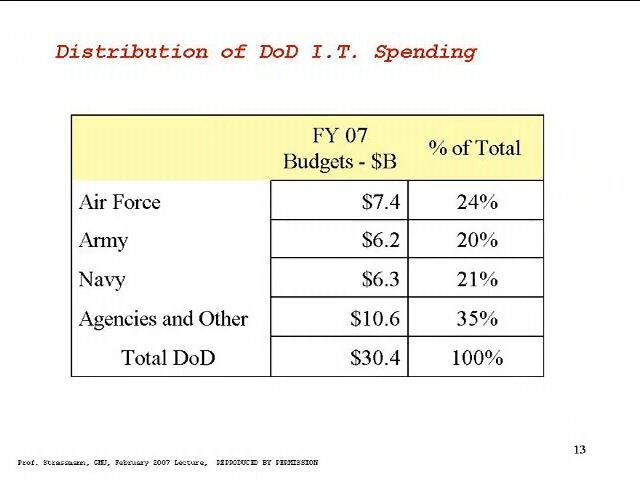 Distribution of DoD I.T. Spending
FY 07
Budgets - $B
% of Total
Air Force $7.4 24%
Army $6.2 20%
Navy $6.3 21%
Agencies and Other $10.6 35%
Total DoD $30.4 100%
13
Prof. Strassmann, GMU, February 2007 Lecture, REPRODUCED BY PERMISSION